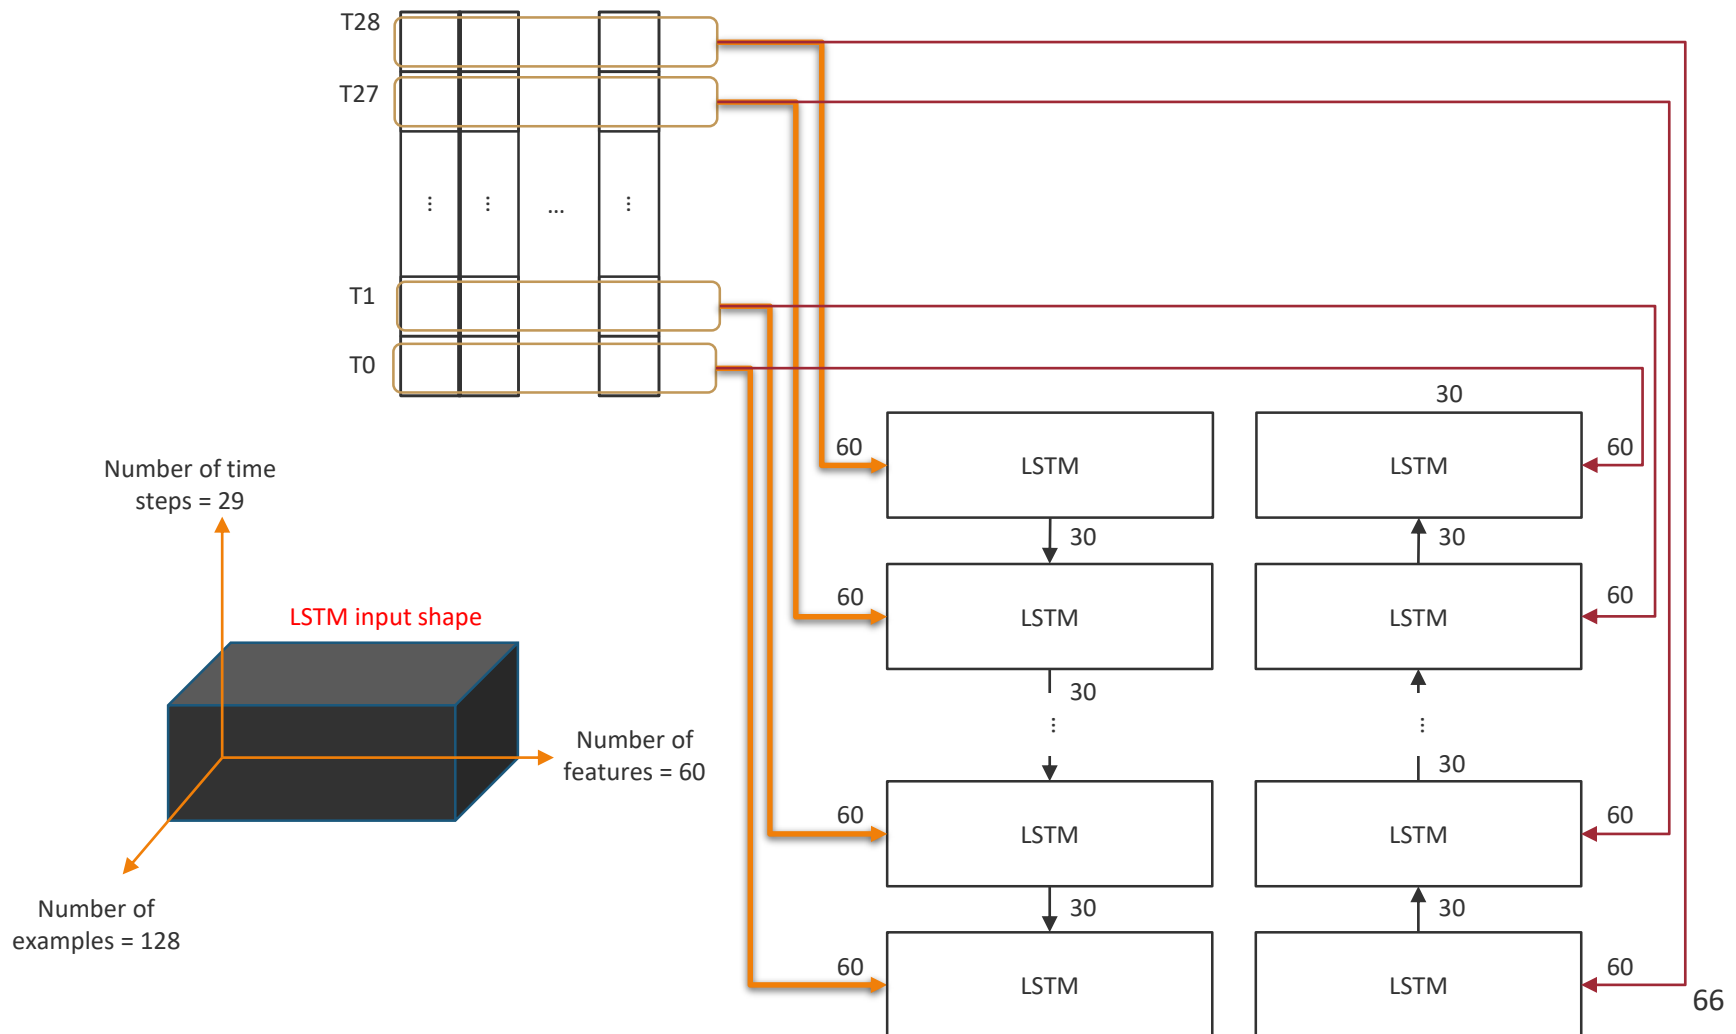 T28
T27
⋮ ⋮ ... ⋮
T1
T0
30
60 LSTM LSTM 60
30 30
60 LSTM LSTM 60
30
⋮ ⋮
30
60 LSTM LSTM 60
30 30
60 LSTM LSTM 60
Number of time
steps = 29
LSTM input shape
Number of
features = 60
Number of
examples = 128
66